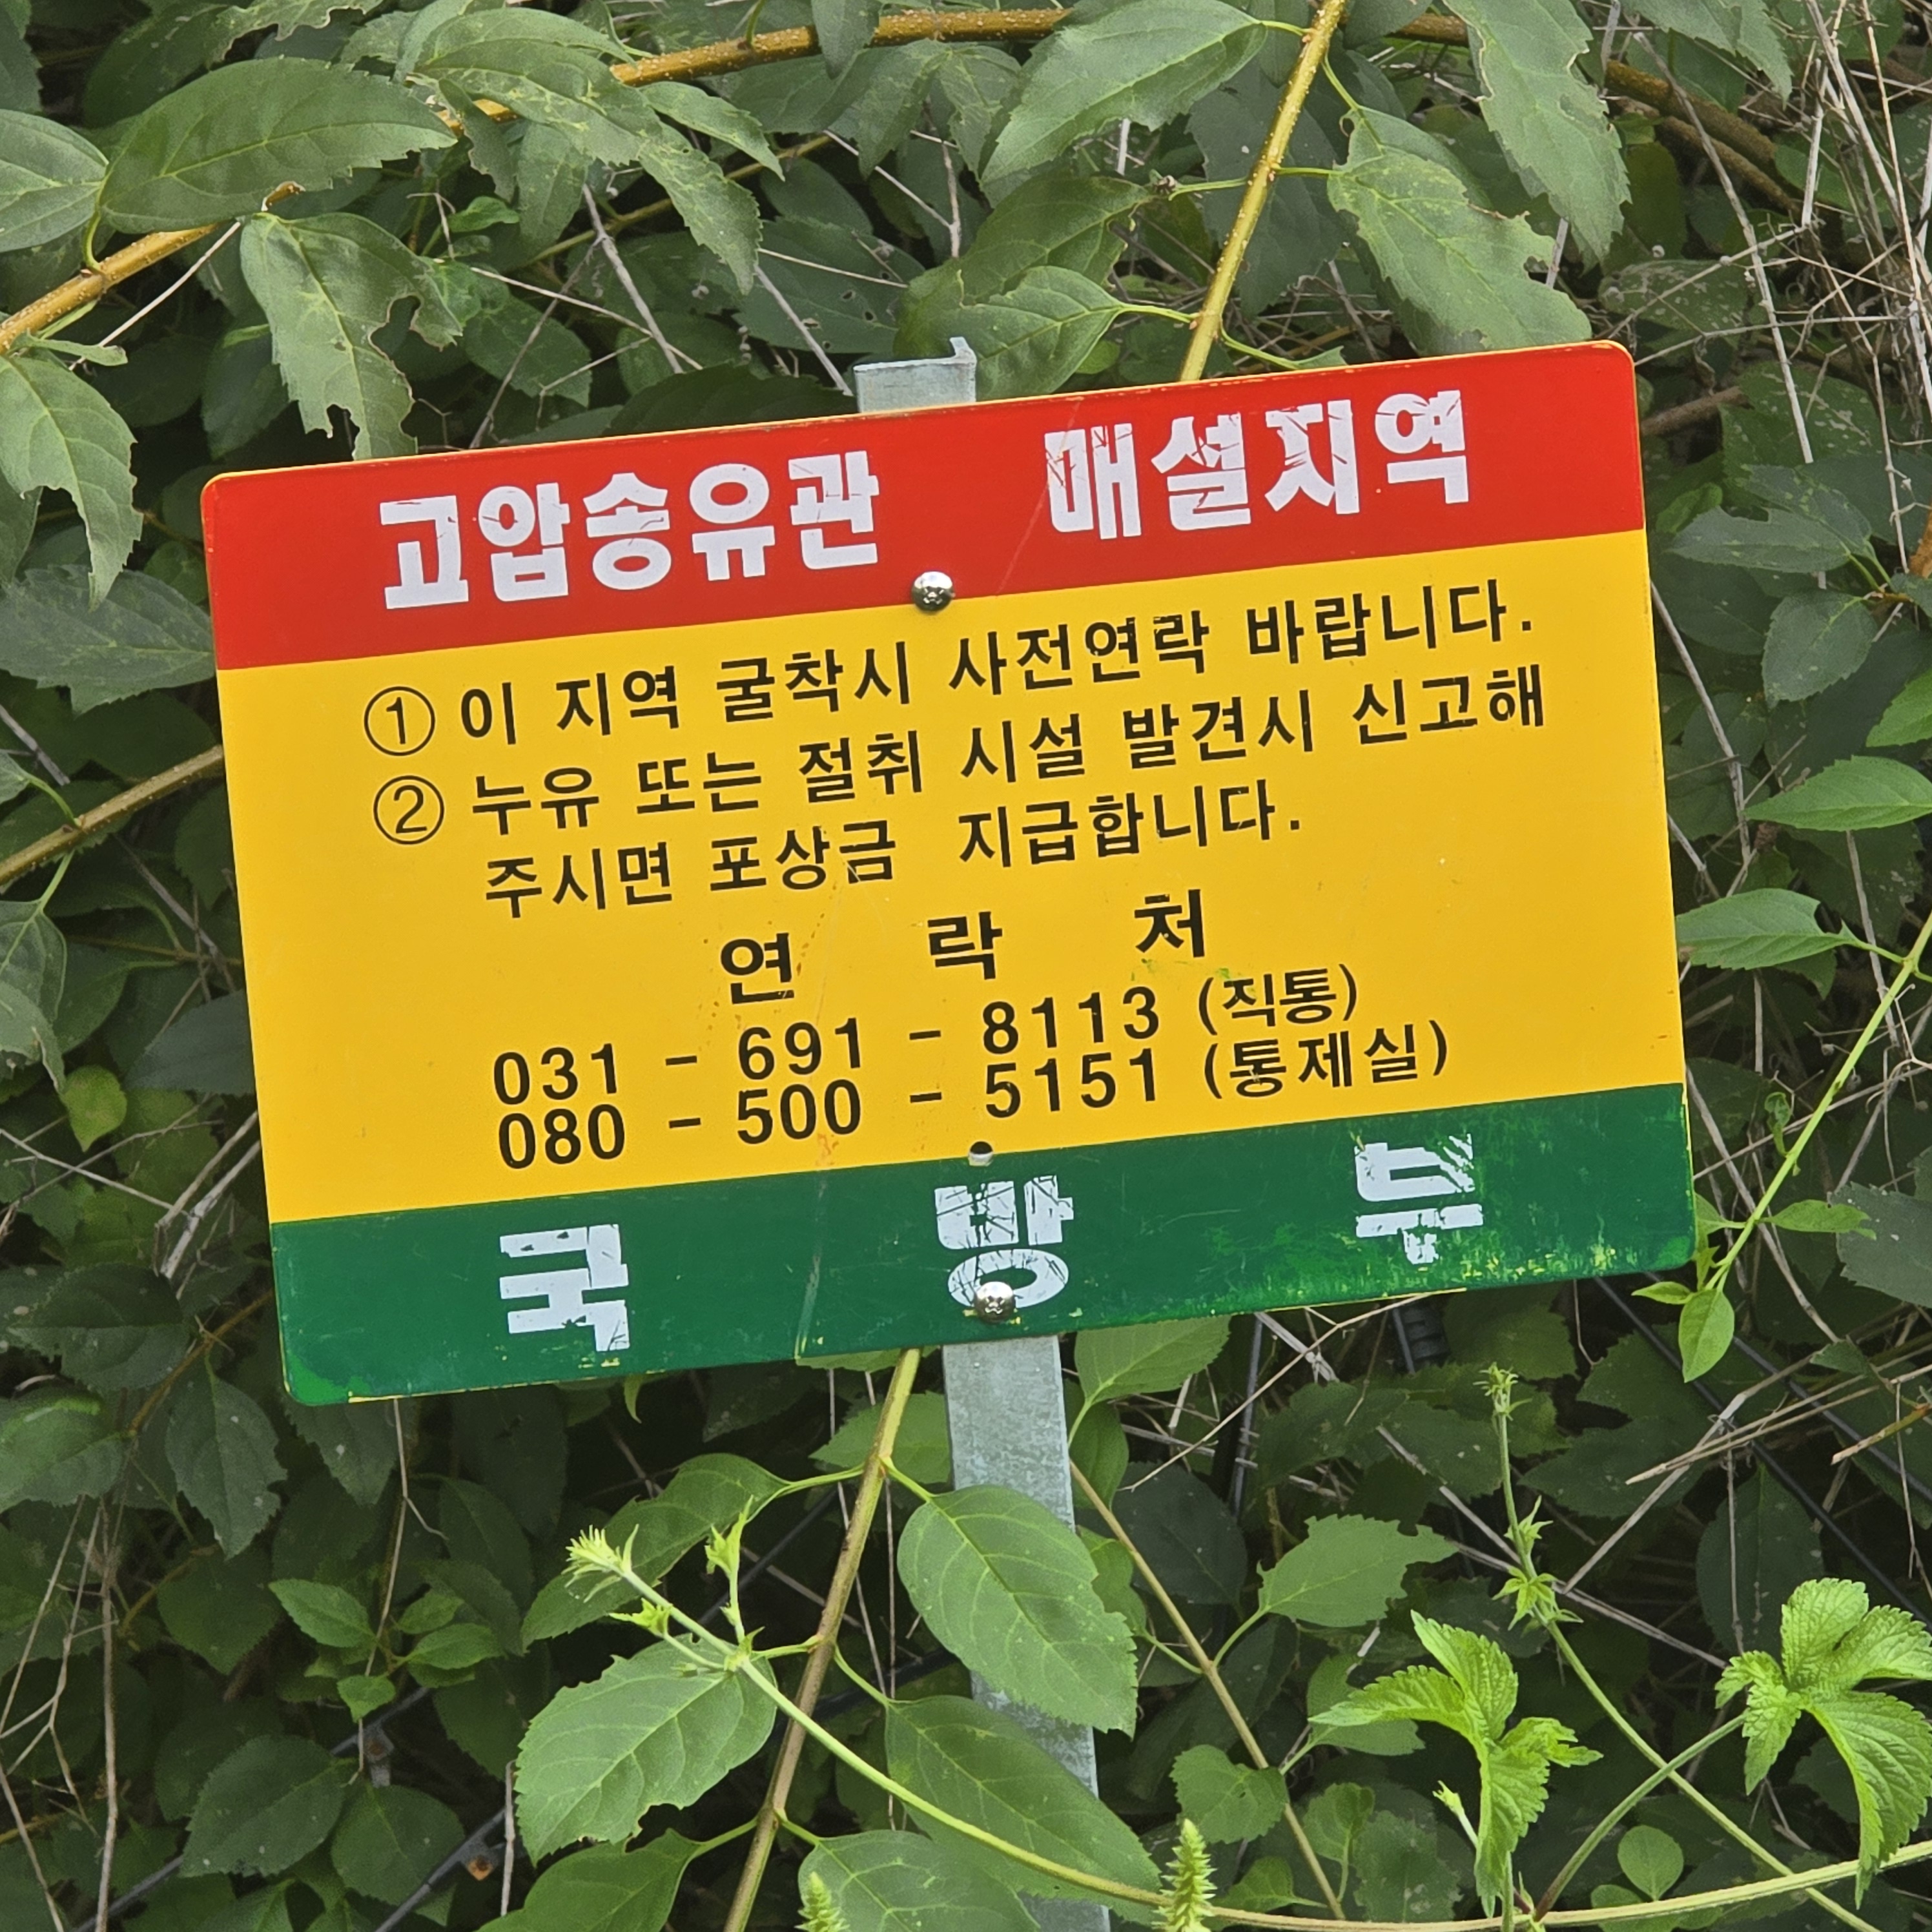 고압송유관 매설지역
① 이 지역 굴착시 사전연락 바랍니다.
② 누유 또는 절취 시설 발견시 신고해
주시면 포상금 지급합니다.
연 락 처
031 - 691 - 8113 (직통)
080 - 500 - 5151 (통제실)
국 방 부